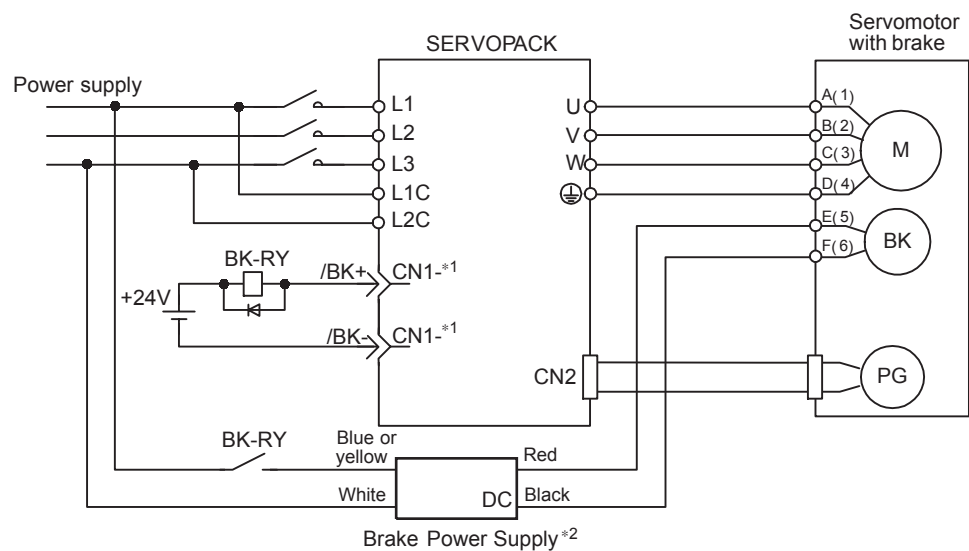 Servomotor
with brake
SERVOPACK
Power supply
L1
L2
L3
L1C
L2C
U
V
W
A(1)
B(2)
C(3)
D(4)
E(5)
F(6)
M
BK
BK-RY
/BK+
CN1-*1
+24V
/BK-
CN1-*1
CN2
PG
BK-RY
Blue or
yellow
Red
White
DC
Black
Brake Power Supply*2